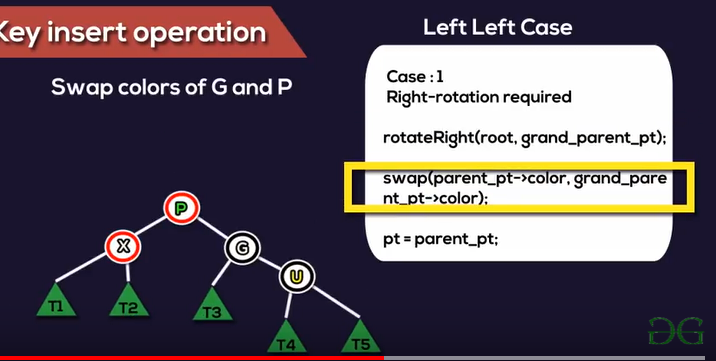 Key insert operation
Left Left Case
Swap colors of G and P
Case : 1
Right-rotation required
rotateRight(root, grand_parent_pt);
swap(parent_pt->color, grand_pare
nt_pt->color);
pt = parent_pt;
P
X
G
U
T1
T2
T3
T4
T5